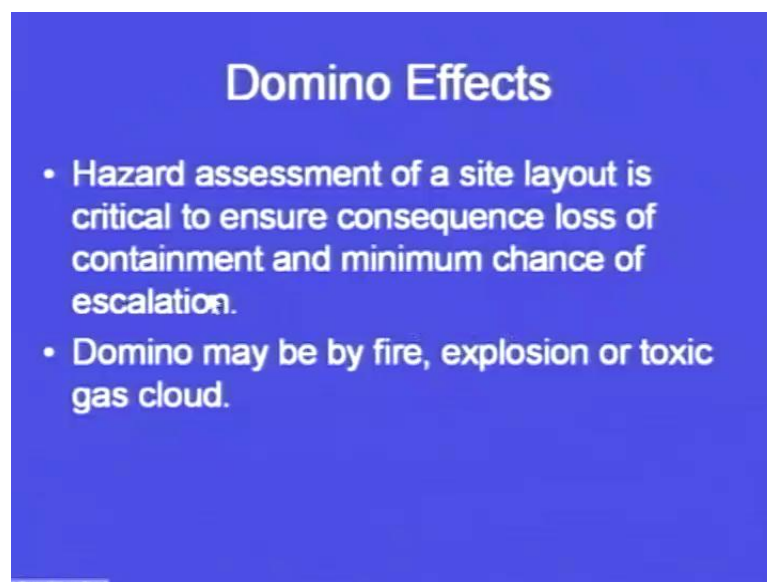 Domino Effects
• Hazard assessment of a site layout is
critical to ensure consequence loss of
containment and minimum chance of
escalation.
• Domino may be by fire, explosion or toxic
gas cloud.